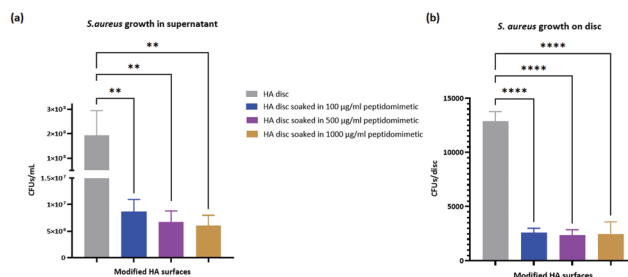 (a)
S.aureus growth in supernatant
**
**
**
CFUs/mL
3×10⁸
2×10⁸
1×10⁸
1.5×10⁷
1×10⁷
5×10⁶
0
Modified HA surfaces
HA disc
HA disc soaked in 100 µg/ml peptidomimetic
HA disc soaked in 500 µg/ml peptidomimetic
HA disc soaked in 1000 µg/ml peptidomimetic
(b)
S. aureus growth on disc
****
****
****
CFUs/disc
15000
10000
5000
0
Modified HA surfaces